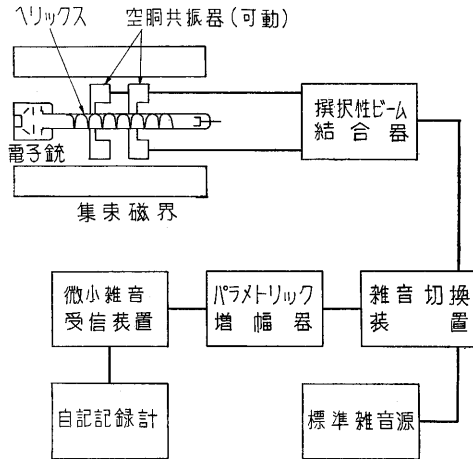 ヘリックス
空胴共振器(可動)
電子銃
集束磁界
撰択性ビーム
結合器
微小雑音
受信装置
パラメトリック
増幅器
雑音切換
装置
自記記録計
標準雑音源